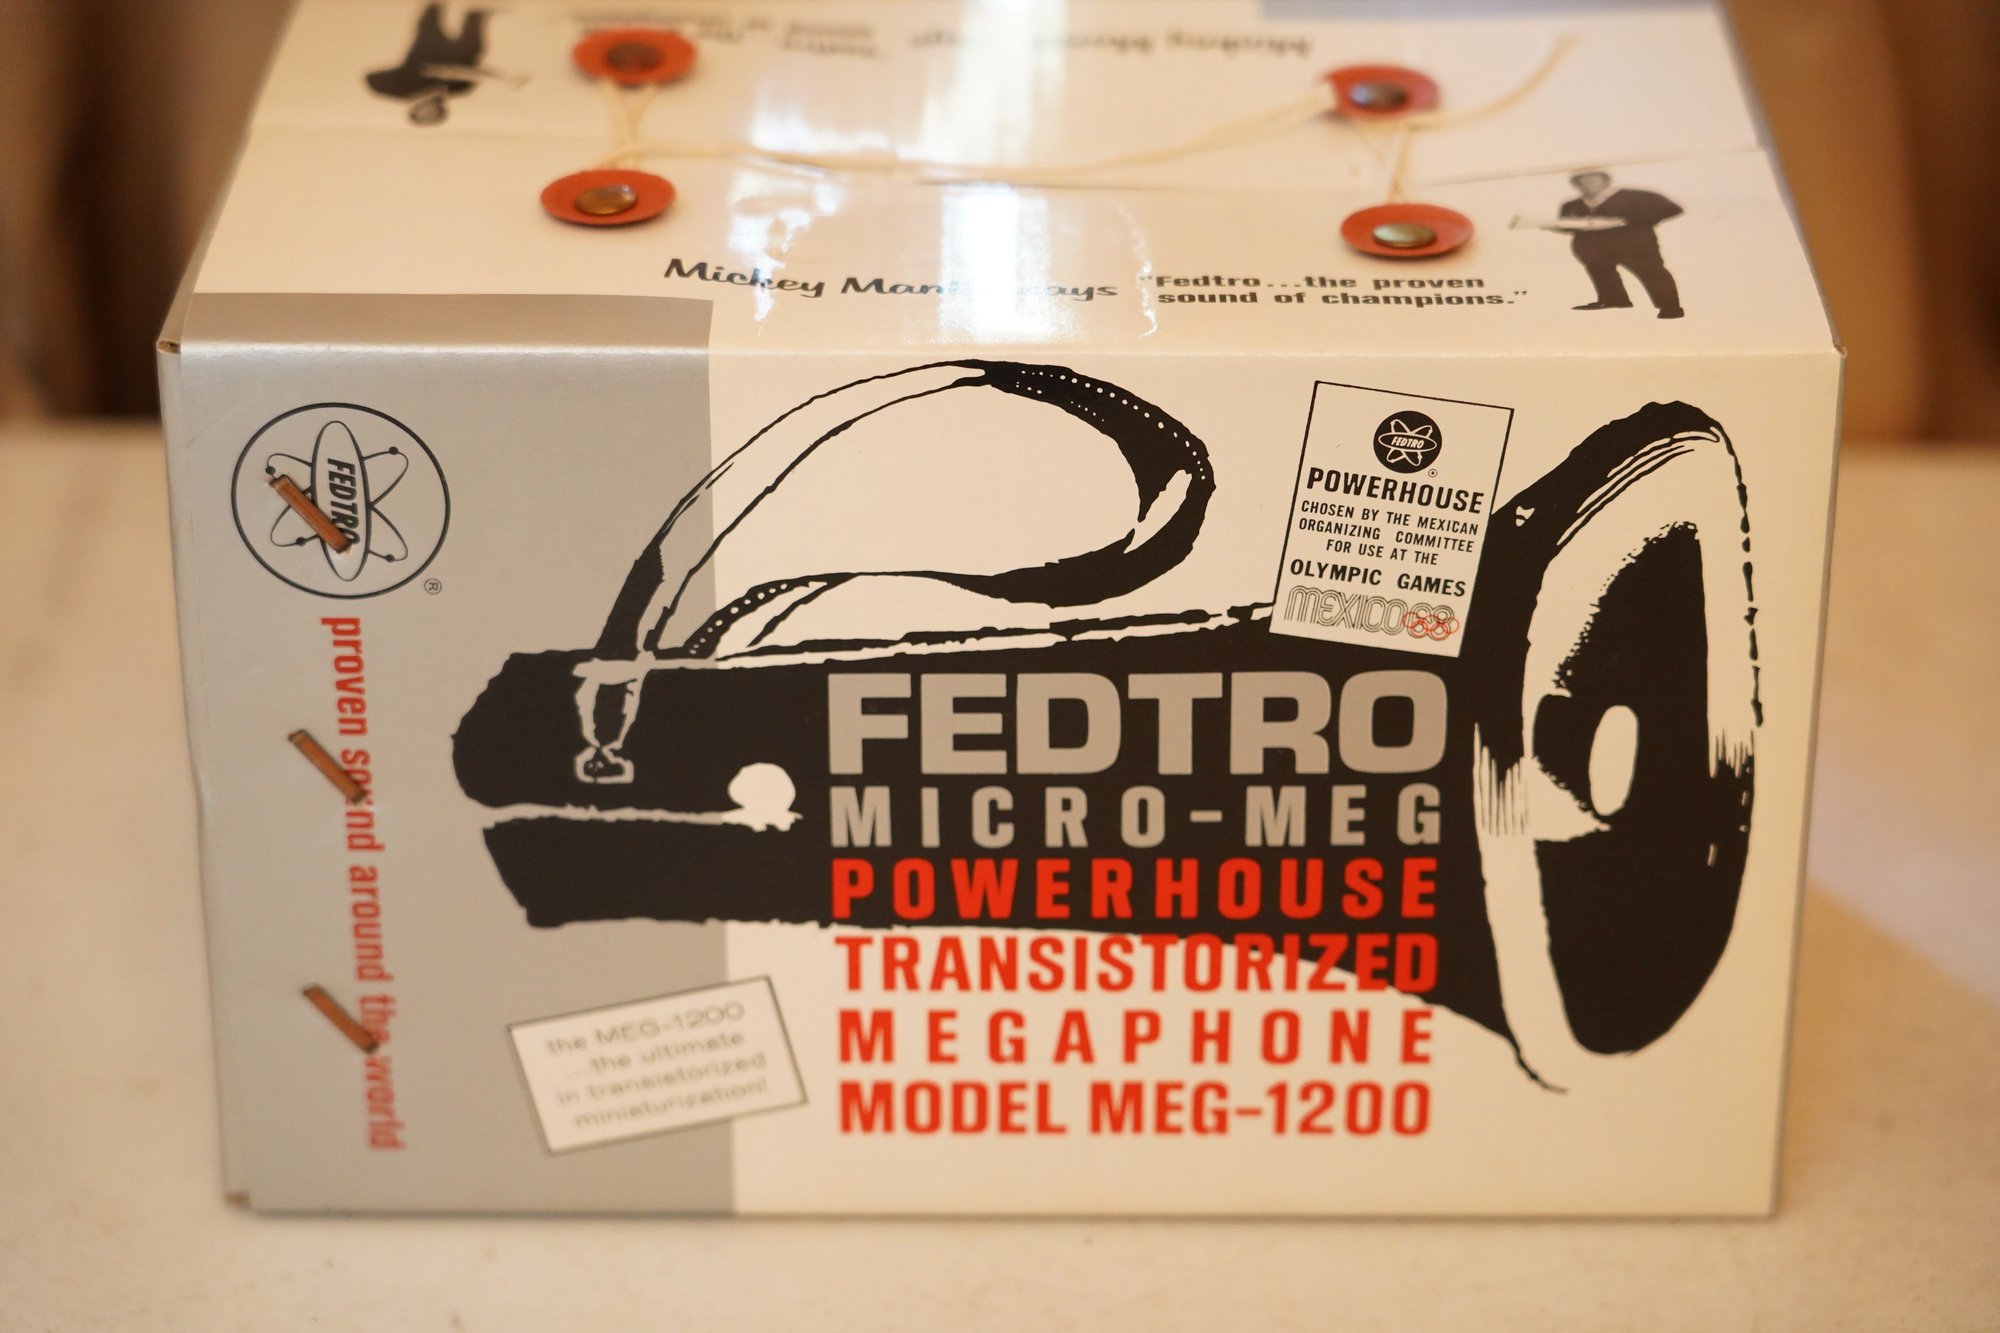 Mickey Mant says "Fedtro...the proven
sound of champions."
FEDTRO
®
proven sound around the world
FEDTRO
®
POWERHOUSE
CHOSEN BY THE MEXICAN
ORGANIZING COMMITTEE
FOR USE AT THE
OLYMPIC GAMES
MEXICO68
FEDTRO
MICRO-MEG
POWERHOUSE
TRANSISTORIZED
MEGAPHONE
MODEL MEG-1200
the MEG-1200
...the ultimate
in transistorized
miniaturization!